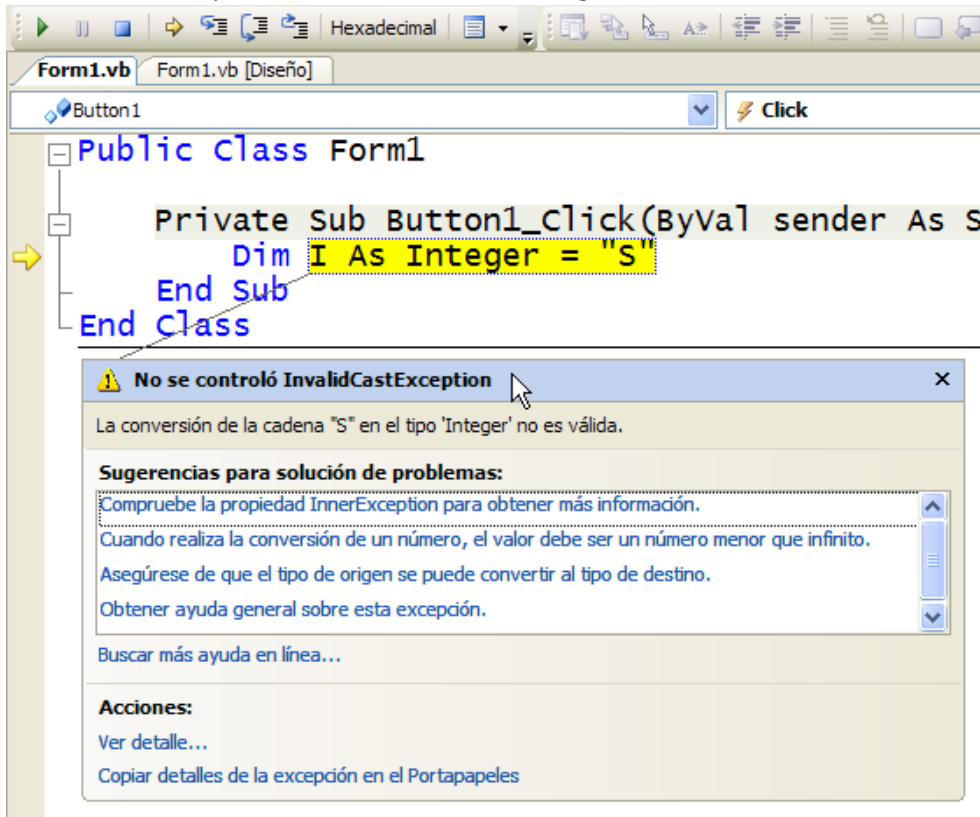 Hexadecimal
Form1.vb Form1.vb [Diseño]
Button1 Click
Public Class Form1
Private Sub Button1_Click(ByVal sender As S
Dim I As Integer = "S"
End Sub
End Class
No se controló InvalidCastException
La conversión de la cadena "S" en el tipo 'Integer' no es válida.
Sugerencias para solución de problemas:
Compruebe la propiedad InnerException para obtener más información.
Cuando realiza la conversión de un número, el valor debe ser un número menor que infinito.
Asegúrese de que el tipo de origen se puede convertir al tipo de destino.
Obtener ayuda general sobre esta excepción.
Buscar más ayuda en línea...
Acciones:
Ver detalle...
Copiar detalles de la excepción en el Portapapeles